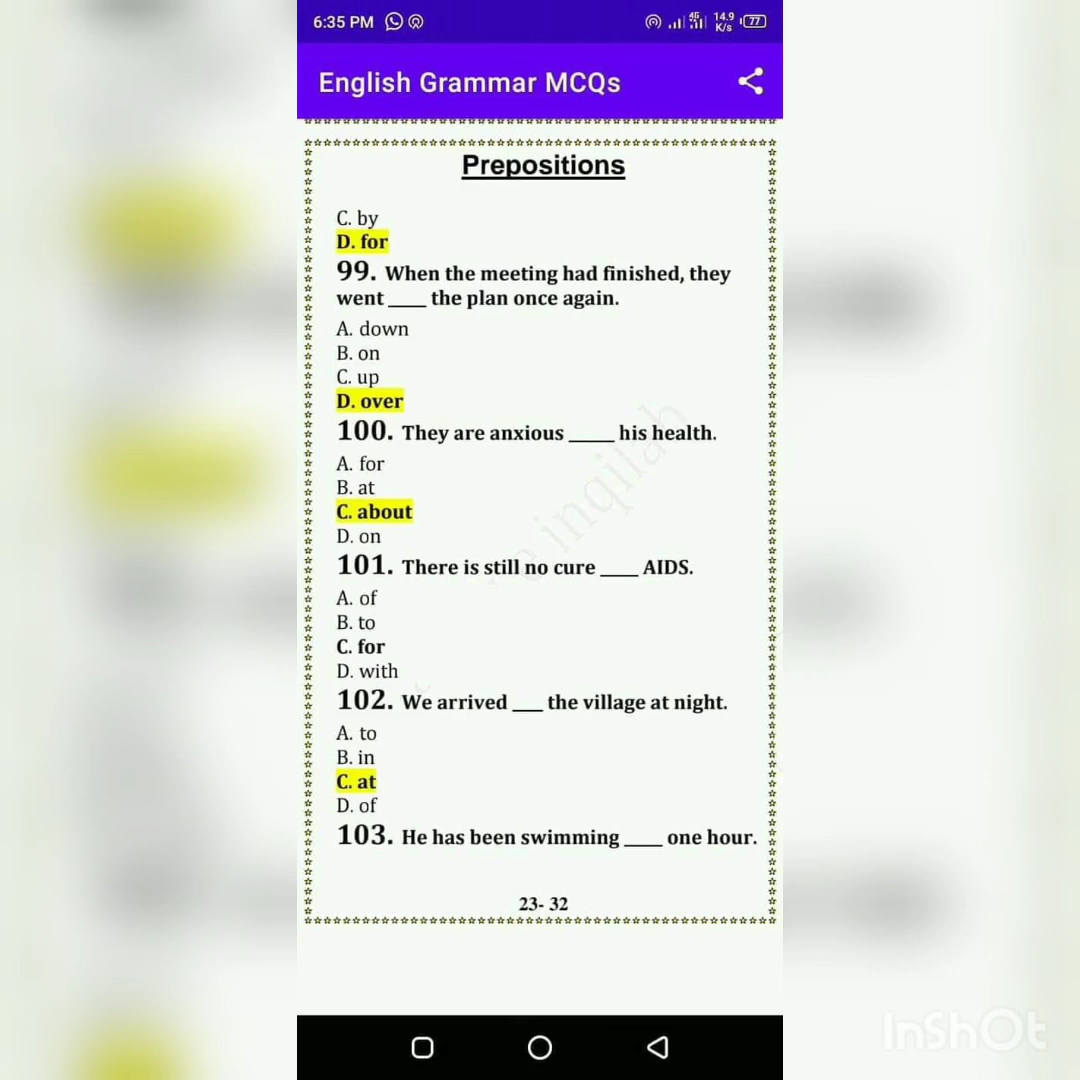 6:35 PM 4G 14.9 K/s 77
English Grammar MCQs
Prepositions
C. by
D. for
99. When the meeting had finished, they
went ____ the plan once again.
A. down
B. on
C. up
D. over
100. They are anxious _____ his health.
A. for
B. at
C. about
D. on
101. There is still no cure ____ AIDS.
A. of
B. to
C. for
D. with
102. We arrived ___ the village at night.
A. to
B. in
C. at
D. of
103. He has been swimming ____ one hour.
23- 32
inqilab
InShOt